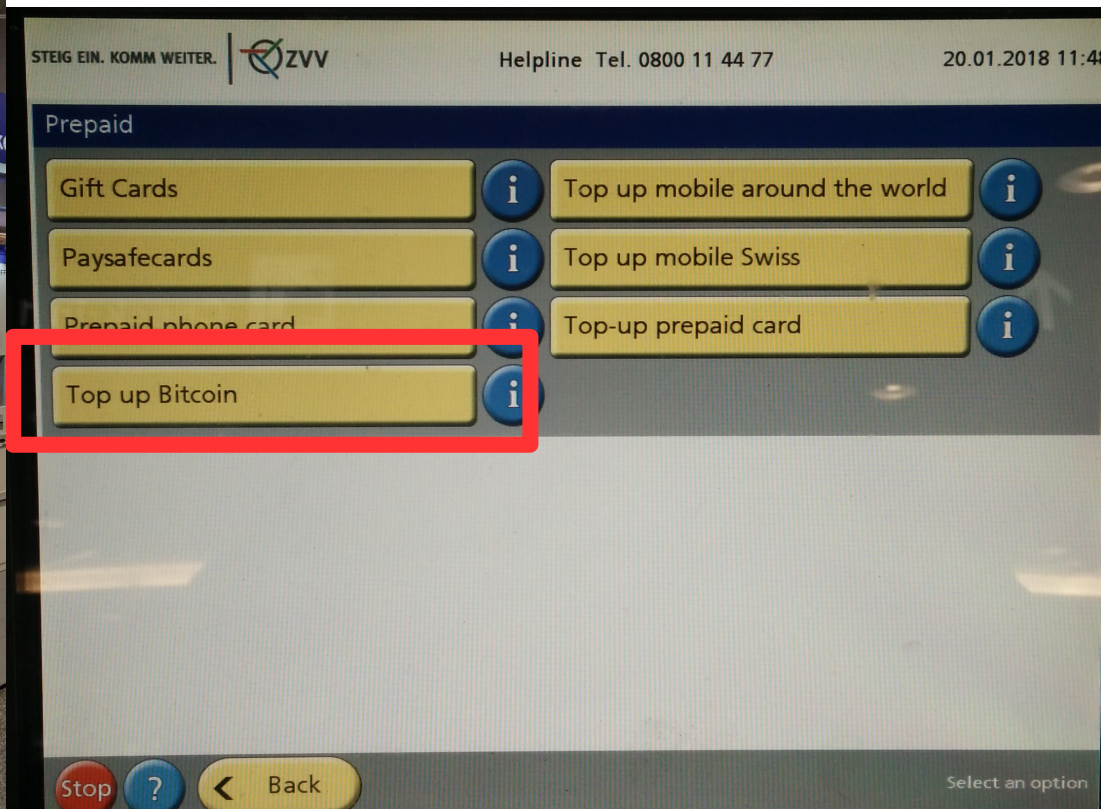 STEIG EIN. KOMM WEITER. ZVV Helpline Tel. 0800 11 44 77 20.01.2018 11:48
Prepaid
Gift Cards i Top up mobile around the world i
Paysafecards i Top up mobile Swiss i
Prepaid phone card i Top-up prepaid card i
Top up Bitcoin i
Stop ? Back Select an option